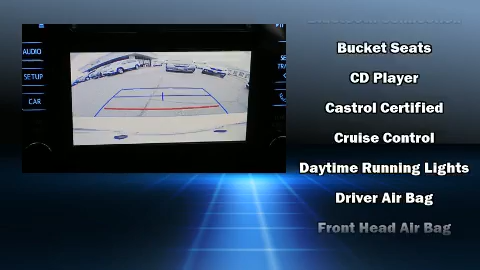 AUDIO
SETUP
CAR
Bucket Seats
CD Player
Castrol Certified
Cruise Control
Daytime Running Lights
Driver Air Bag
Front Head Air Bag